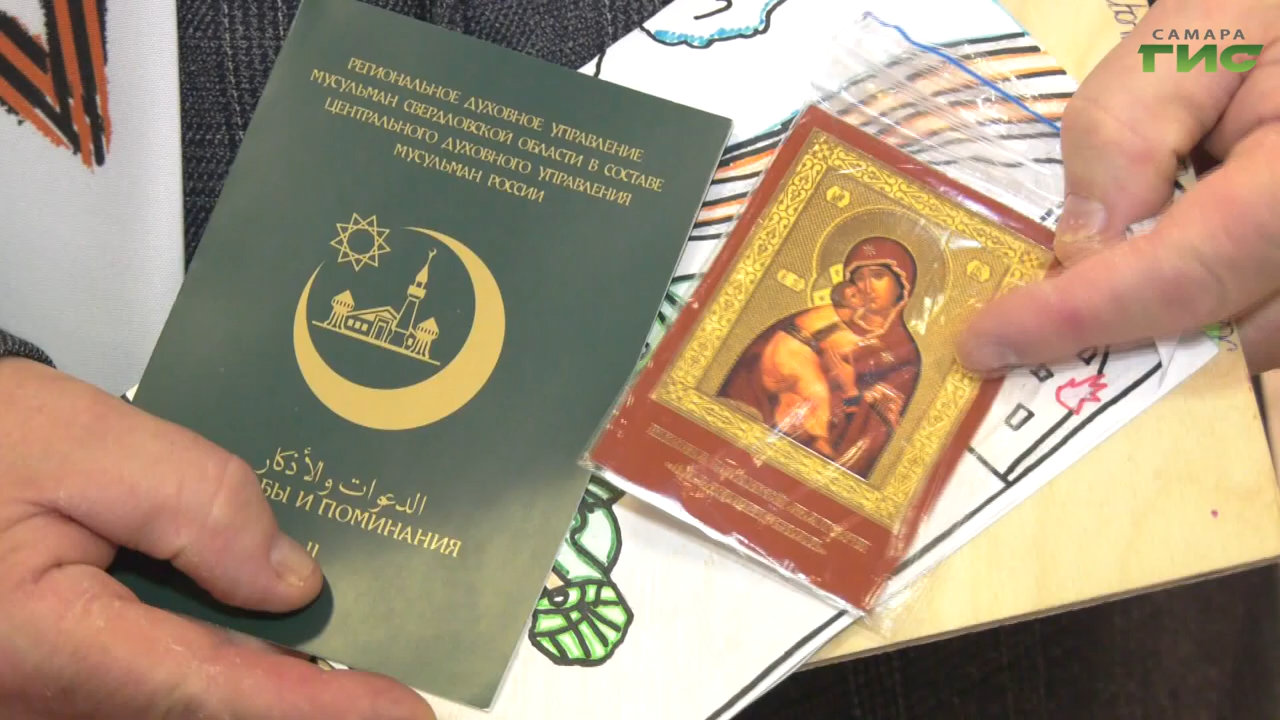 САМАРА
ГИС
РЕГИОНАЛЬНОЕ ДУХОВНОЕ УПРАВЛЕНИЕ
МУСУЛЬМАН СВЕРДЛОВСКОЙ ОБЛАСТИ В СОСТАВЕ
ЦЕНТРАЛЬНОГО ДУХОВНОГО УПРАВЛЕНИЯ
МУСУЛЬМАН РОССИИ
الدعوات والأذكار
БЫ И ПОМИНАНИЯ